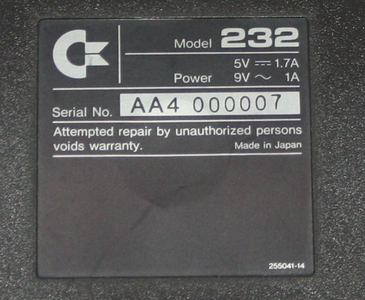 Model 232
5V ⎓ 1.7A
Power 9V ～ 1A
Serial No. AA4 000007
Attempted repair by unauthorized persons
voids warranty. Made in Japan
255041-14